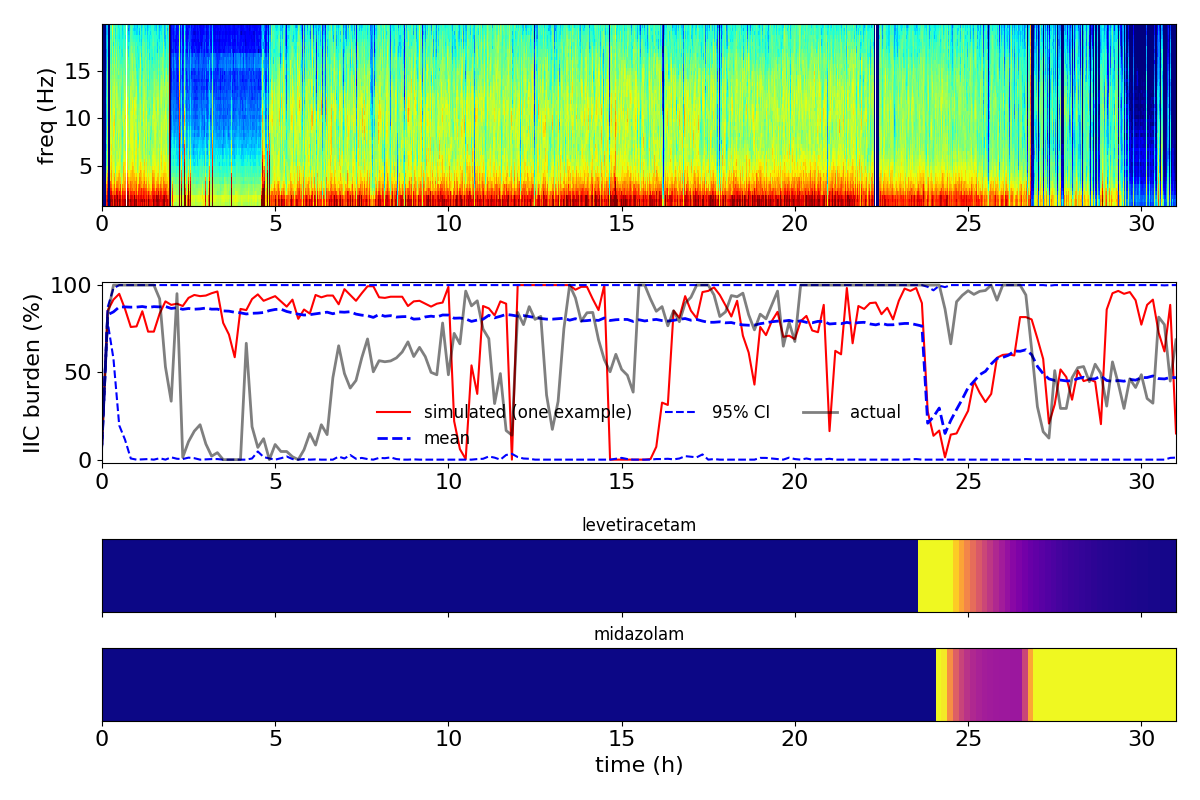 freq (Hz)
15
10
5
0 5 10 15 20 25 30
IIC burden (%)
100
50
0
simulated (one example) 95% CI actual
mean
0 5 10 15 20 25 30
levetiracetam
midazolam
0 5 10 15 20 25 30
time (h)